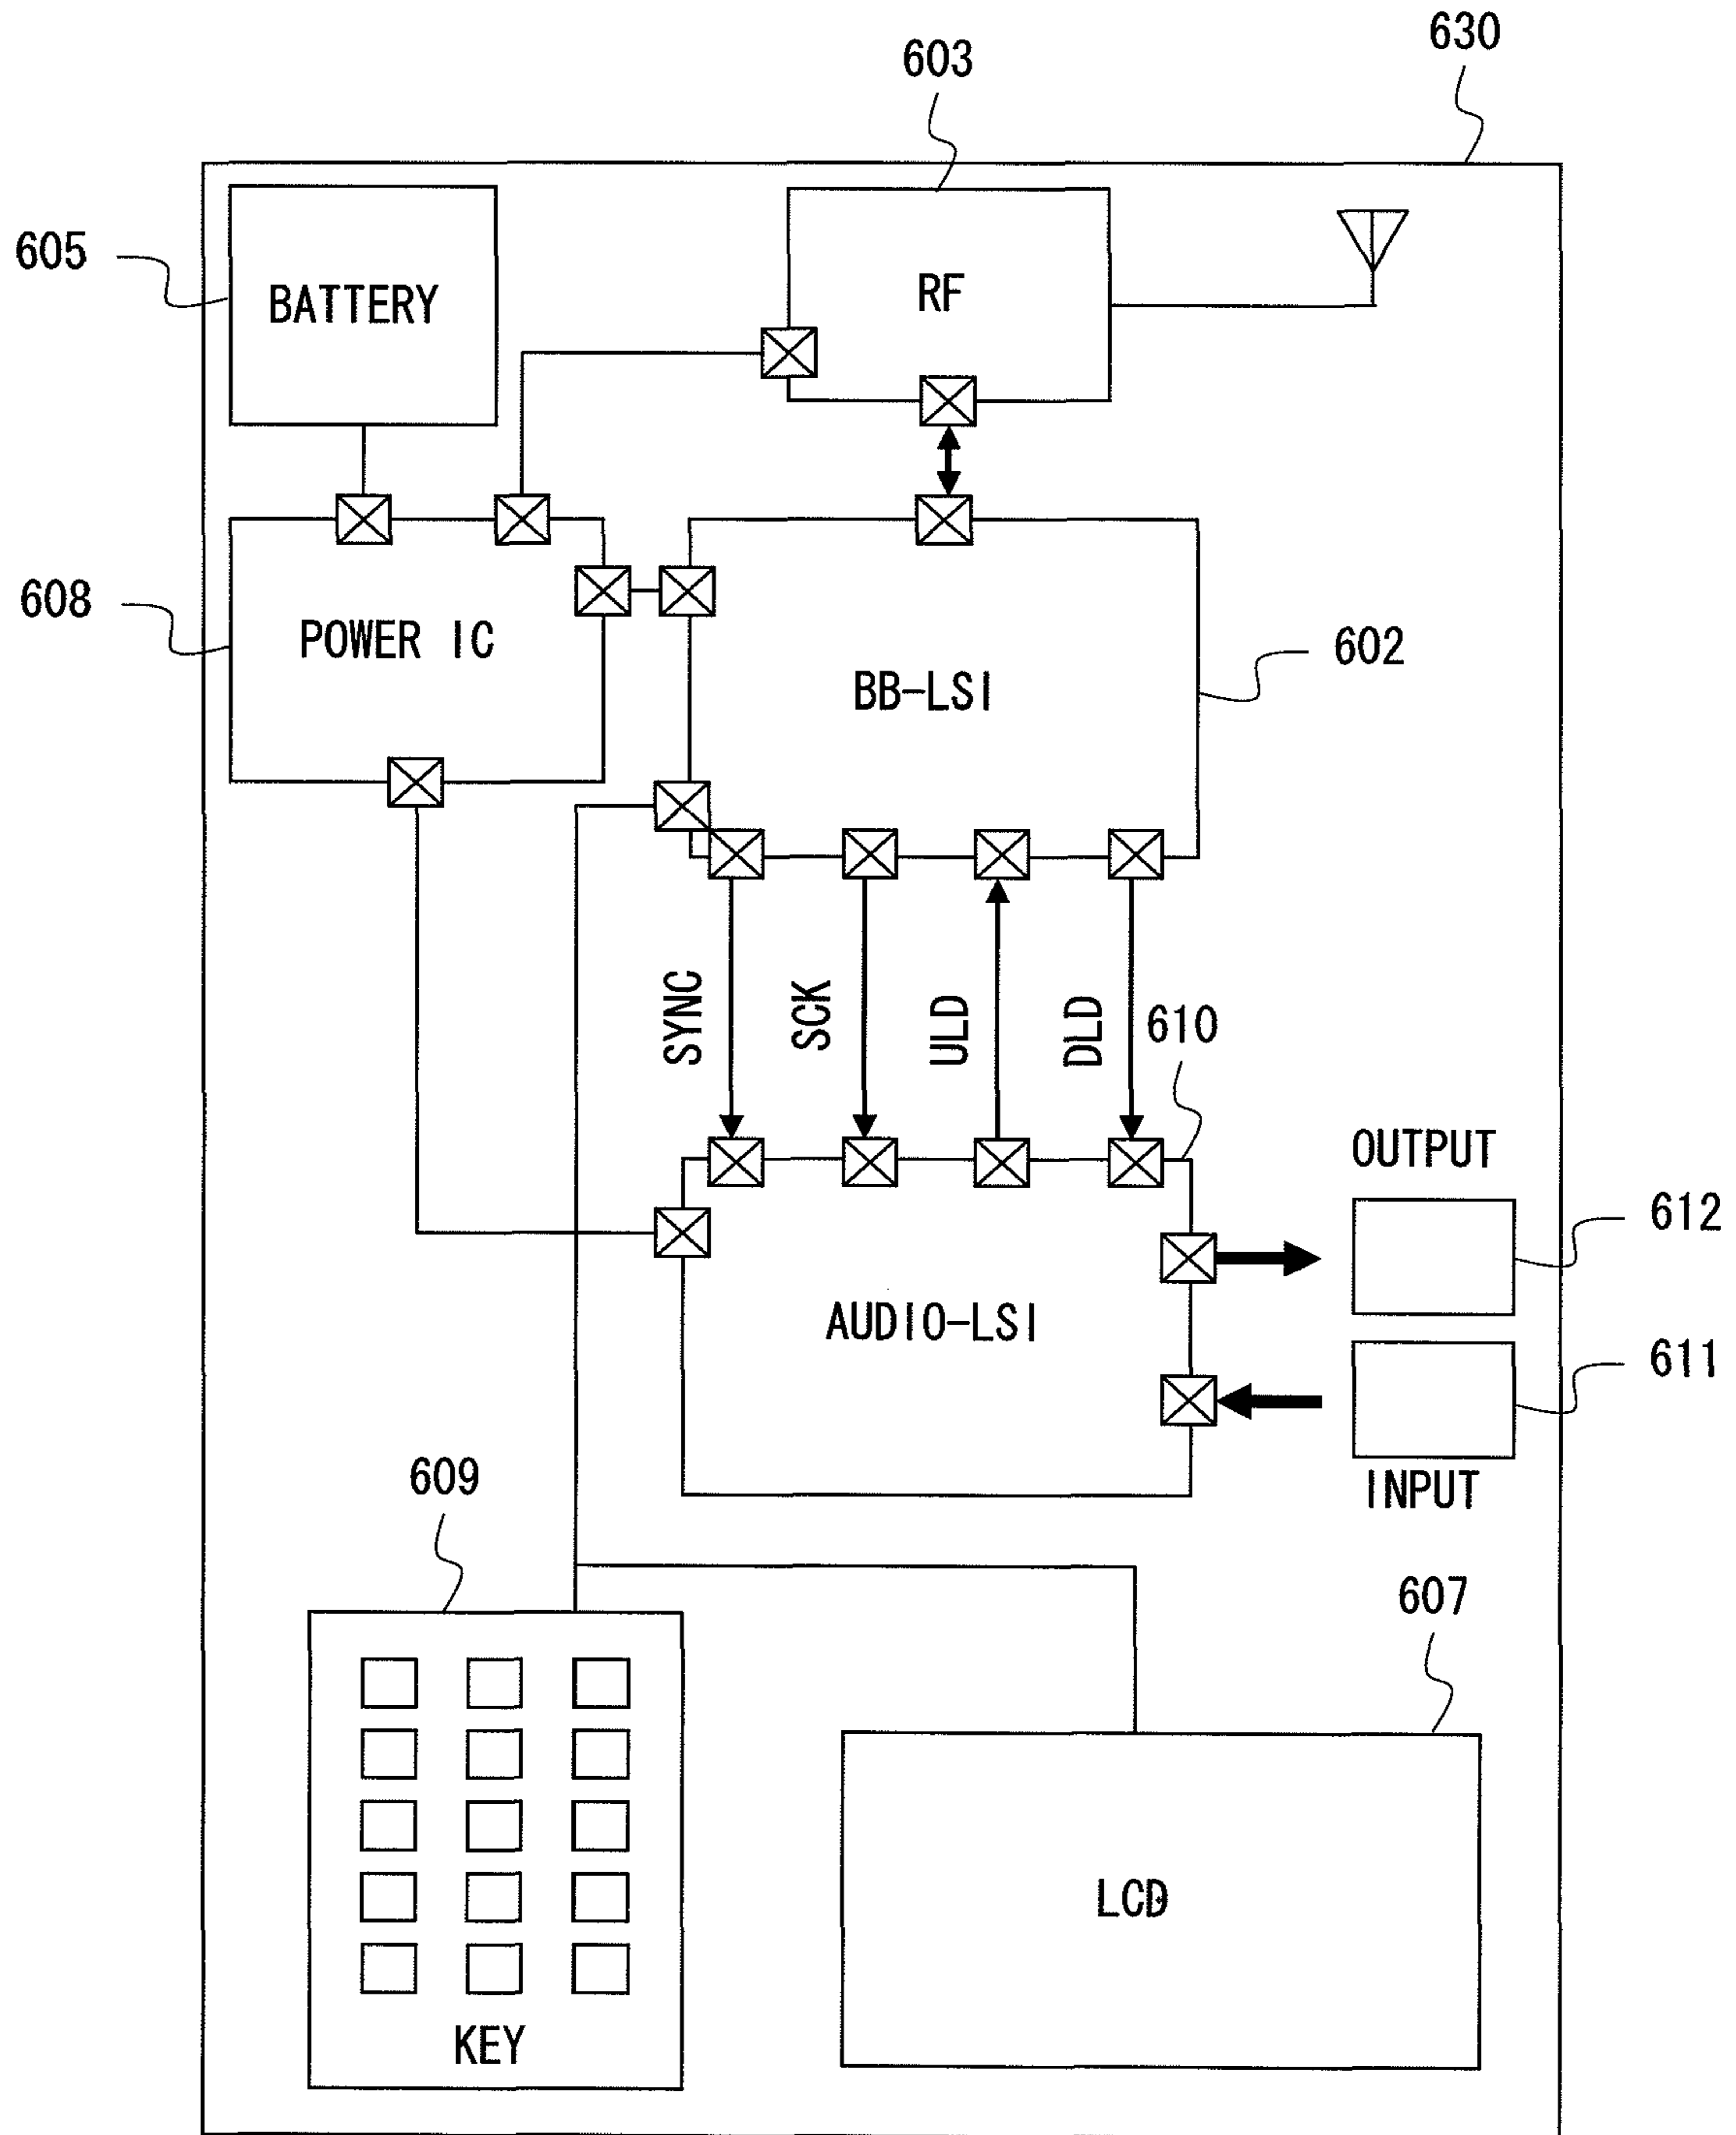 630
603
605
BATTERY
RF
608
POWER IC
602
BB-LSI
SYNC
SCK
ULD
DLD
610
OUTPUT
612
AUDIO-LSI
611
INPUT
609
607
LCD
KEY